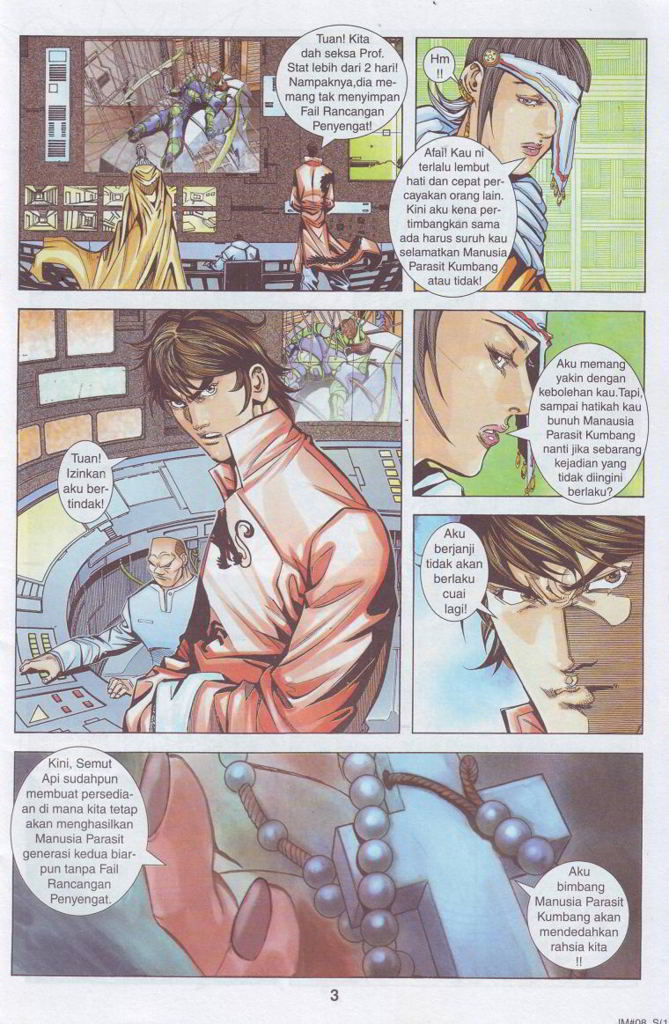 Tuan! Kita
dah seksa Prof.
Stat lebih dari 2 hari!
Nampaknya,dia me-
mang tak menyimpan
Fail Rancangan
Penyengat!
Hm
!!
Afai! Kau ni
terlalu lembut
hati dan cepat per-
cayakan orang lain.
Kini aku kena per-
timbangkan sama
ada harus suruh kau
selamatkan Manusia
Parasit Kumbang
atau tidak!
Tuan!
Izinkan
aku ber-
tindak!
Aku memang
yakin dengan
kebolehan kau.Tapi,
sampai hatikah kau
bunuh Manausia
Parasit Kumbang
nanti jika sebarang
kejadian yang
tidak diingini
berlaku?
Aku
berjanji
tidak akan
berlaku
cuai
lagi!
Kini, Semut
Api sudahpun
membuat persedia-
an di mana kita tetap
akan menghasilkan
Manusia Parasit
generasi kedua biar-
pun tanpa Fail
Rancangan
Penyengat.
Aku
bimbang
Manusia Parasit
Kumbang akan
mendedahkan
rahsia kita
!!
3